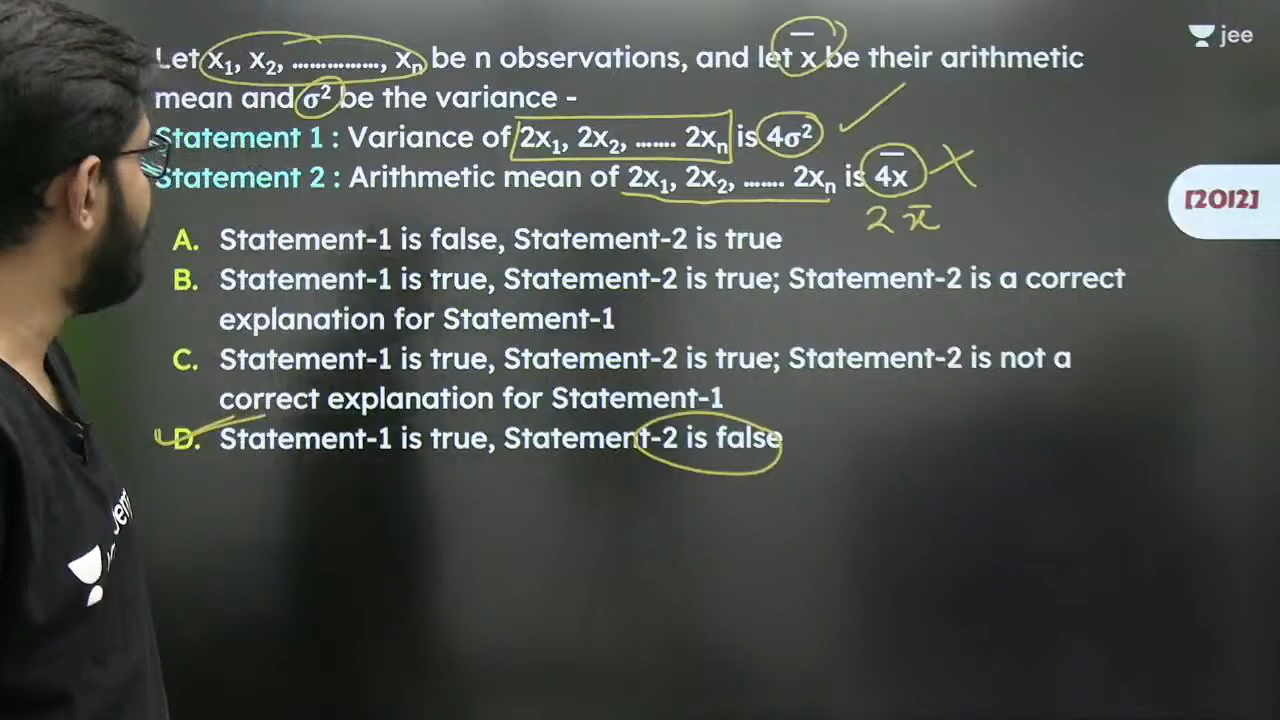 jee
Let x₁, x₂, ..............., xₙ be n observations, and let x̄ be their arithmetic
mean and σ² be the variance -
Statement 1 : Variance of 2x₁, 2x₂, ....... 2xₙ is 4σ²
Statement 2 : Arithmetic mean of 2x₁, 2x₂, ....... 2xₙ is 4x̄
2x̄
[2012]
A. Statement-1 is false, Statement-2 is true
B. Statement-1 is true, Statement-2 is true; Statement-2 is a correct
explanation for Statement-1
C. Statement-1 is true, Statement-2 is true; Statement-2 is not a
correct explanation for Statement-1
D. Statement-1 is true, Statement-2 is false